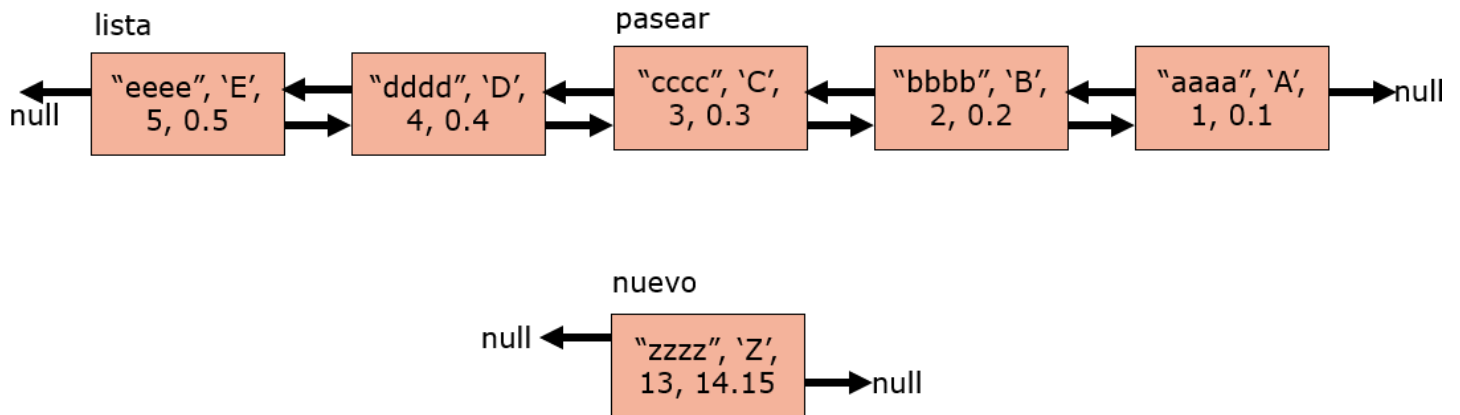 lista
pasear
null
“eeee”, ‘E’,
5, 0.5
“dddd”, ‘D’,
4, 0.4
“cccc”, ‘C’,
3, 0.3
“bbbb”, ‘B’,
2, 0.2
“aaaa”, ‘A’,
1, 0.1
null
nuevo
null
“zzzz”, ‘Z’,
13, 14.15
null